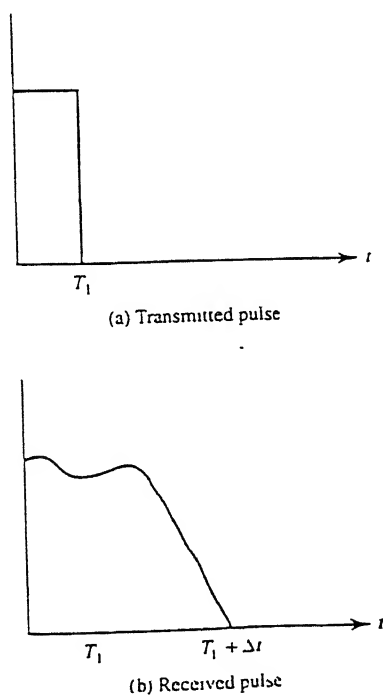 t
T₁
(a) Transmitted pulse
t
T₁ T₁ + Δt
(b) Received pulse